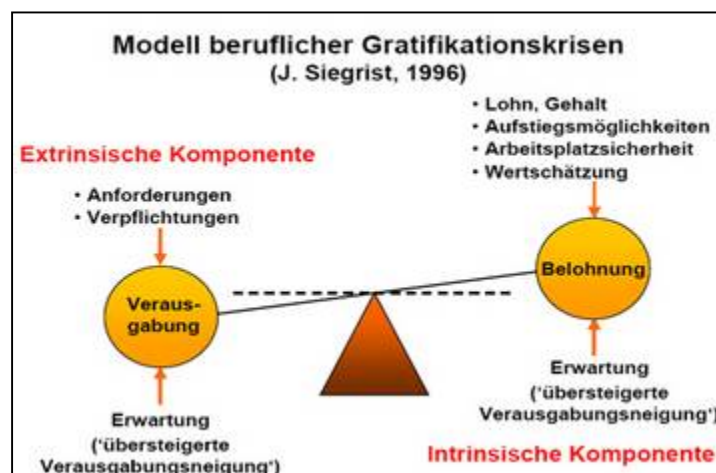 Modell beruflicher Gratifikationskrisen
(J. Siegrist, 1996)
• Lohn, Gehalt
• Aufstiegsmöglichkeiten
• Arbeitsplatzsicherheit
• Wertschätzung
Extrinsische Komponente
• Anforderungen
• Verpflichtungen
Belohnung
Veraus-
gabung
Erwartung
('übersteigerte
Verausgabungsneigung')
Erwartung
('übersteigerte
Verausgabungsneigung')
Intrinsische Komponente